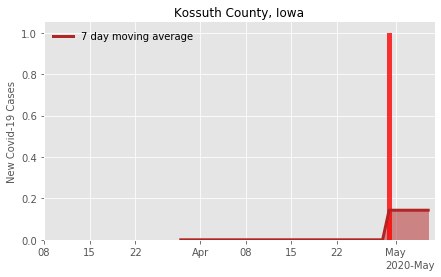 Kossuth County, Iowa
7 day moving average
New Covid-19 Cases
1.0
0.8
0.6
0.4
0.2
0.0
08 15 22 Apr 08 15 22 May
2020-May